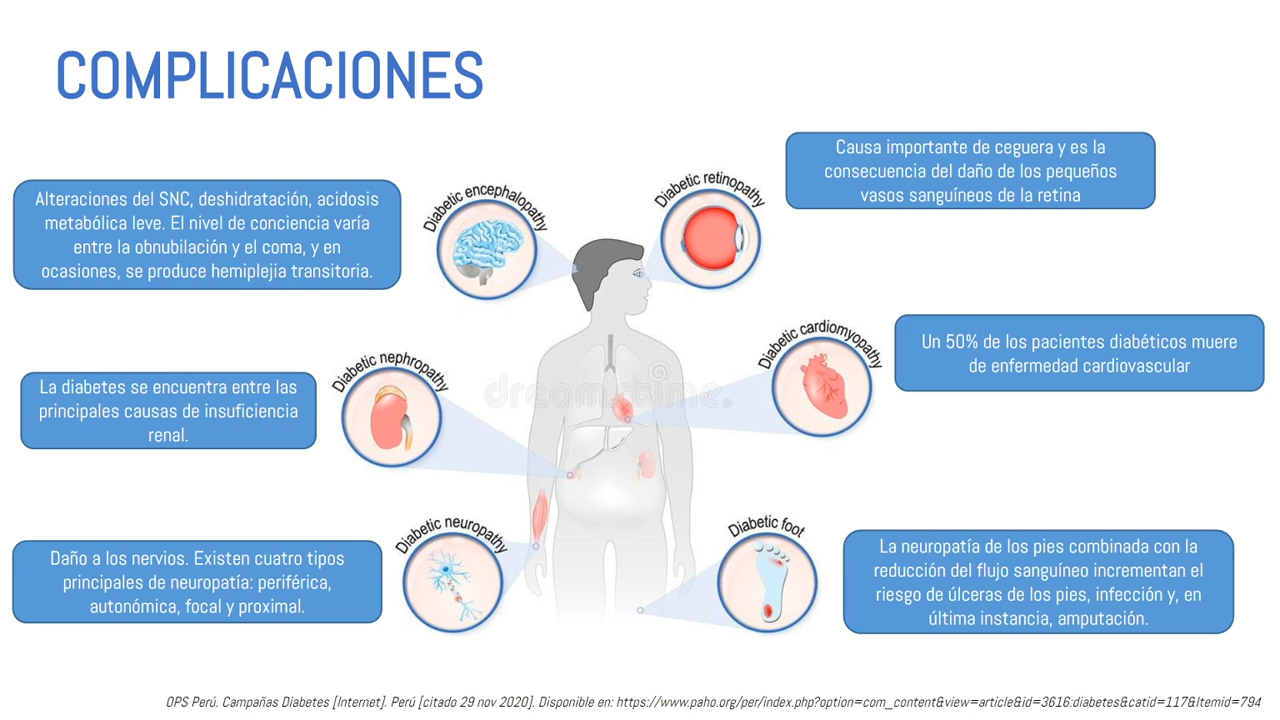 COMPLICACIONES
Alteraciones del SNC, deshidratación, acidosis
metabólica leve. El nivel de conciencia varía
entre la obnubilación y el coma, y en
ocasiones, se produce hemiplejia transitoria.
Diabetic encephalopathy
Diabetic retinopathy
Causa importante de ceguera y es la
consecuencia del daño de los pequeños
vasos sanguíneos de la retina
La diabetes se encuentra entre las
principales causas de insuficiencia
renal.
Diabetic nephropathy
Diabetic cardiomyopathy
Un 50% de los pacientes diabéticos muere
de enfermedad cardiovascular
dreamstime.
Daño a los nervios. Existen cuatro tipos
principales de neuropatía: periférica,
autonómica, focal y proximal.
Diabetic neuropathy
Diabetic foot
La neuropatía de los pies combinada con la
reducción del flujo sanguíneo incrementan el
riesgo de úlceras de los pies, infección y, en
última instancia, amputación.
OPS Perú. Campañas Diabetes [Internet]. Perú [citado 29 nov 2020]. Disponible en: https://www.paho.org/per/index.php?option=com_content&view=article&id=3616:diabetes&catid=117&Itemid=794